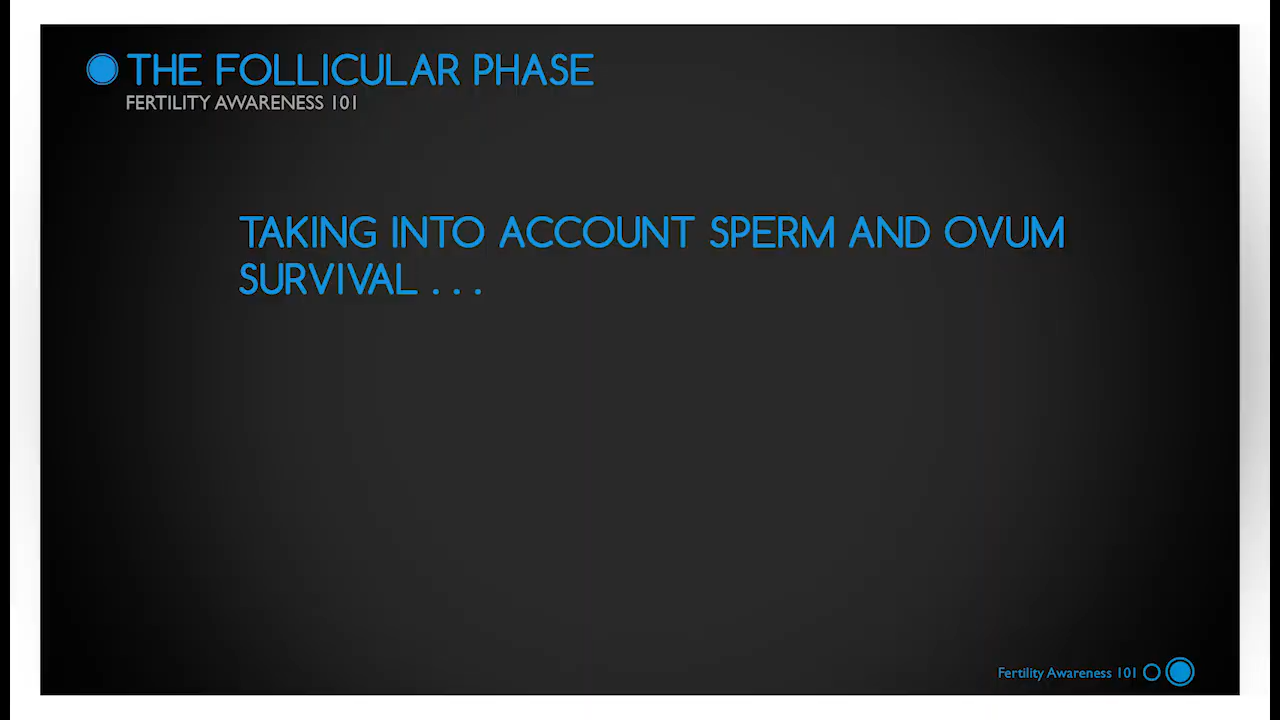 THE FOLLICULAR PHASE
FERTILITY AWARENESS 101
TAKING INTO ACCOUNT SPERM AND OVUM
SURVIVAL . . .
Fertility Awareness 101